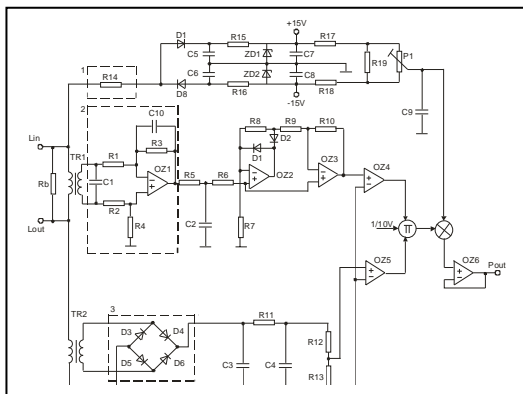 +15V
D1
R15
R17
ZD1
C5
C7
R19
P1
1
R14
C6
ZD2
C8
D8
R16
R18
-15V
C9
2
C10
R8
R9
R10
R3
D2
Lin
TR1
R1
D1
OZ3
OZ4
Rb
C1
OZ1
R5
R6
OZ2
R2
R4
C2
R7
1/10V
π
Lout
OZ5
OZ6
Pout
TR2
3
D3
D4
R11
R12
D5
D6
C3
C4
R13